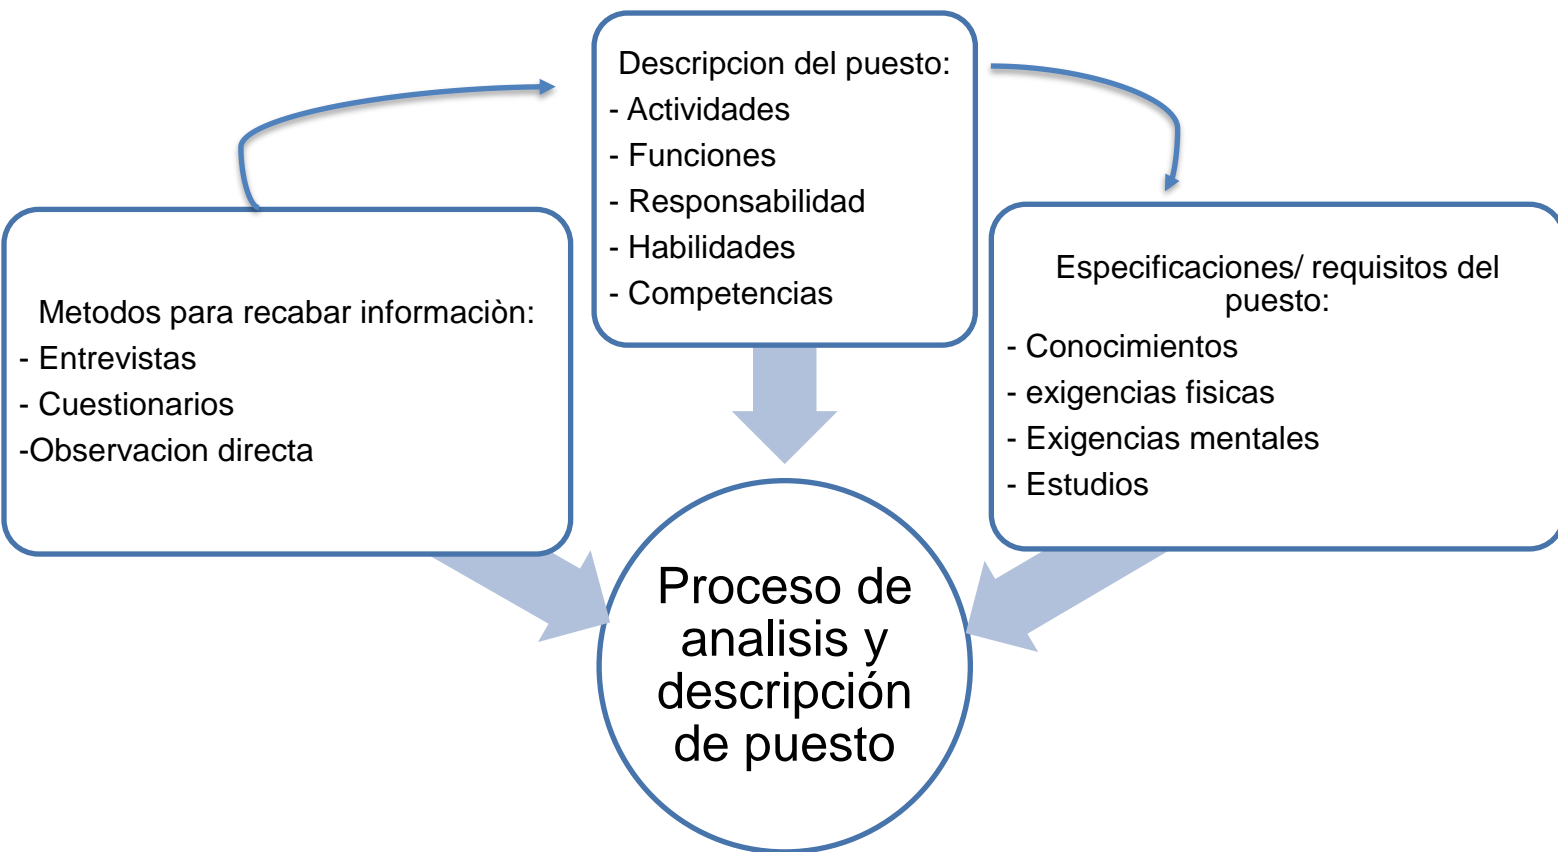 Descripcion del puesto:
- Actividades
- Funciones
- Responsabilidad
- Habilidades
- Competencias
Metodos para recabar informaciòn:
- Entrevistas
- Cuestionarios
-Observacion directa
Especificaciones/ requisitos del
puesto:
- Conocimientos
- exigencias fisicas
- Exigencias mentales
- Estudios
Proceso de
analisis y
descripción
de puesto